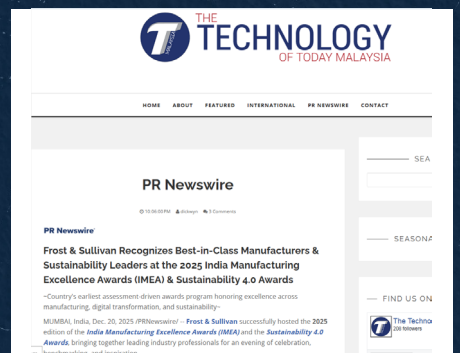 THE
TECHNOLOGY
OF TODAY MALAYSIA
HOME ABOUT FEATURED INTERNATIONAL PR NEWSWIRE CONTACT
SEA
PR Newswire
10:06:00 PM dickwyn 5 Comments
PR Newswire
SEASONA
Frost & Sullivan Recognizes Best-in-Class Manufacturers &
Sustainability Leaders at the 2025 India Manufacturing
Excellence Awards (IMEA) & Sustainability 4.0 Awards
~Country's earliest assessment-driven awards program honoring excellence across
manufacturing, digital transformation, and sustainability~
FIND US ON
MUMBAI, India, Dec. 20, 2025 /PRNewswire/ -- Frost & Sullivan successfully hosted the 2025
edition of the India Manufacturing Excellence Awards (IMEA) and the Sustainability 4.0
Awards, bringing together leading industry professionals for an evening of celebration,
The Techno
209 followers